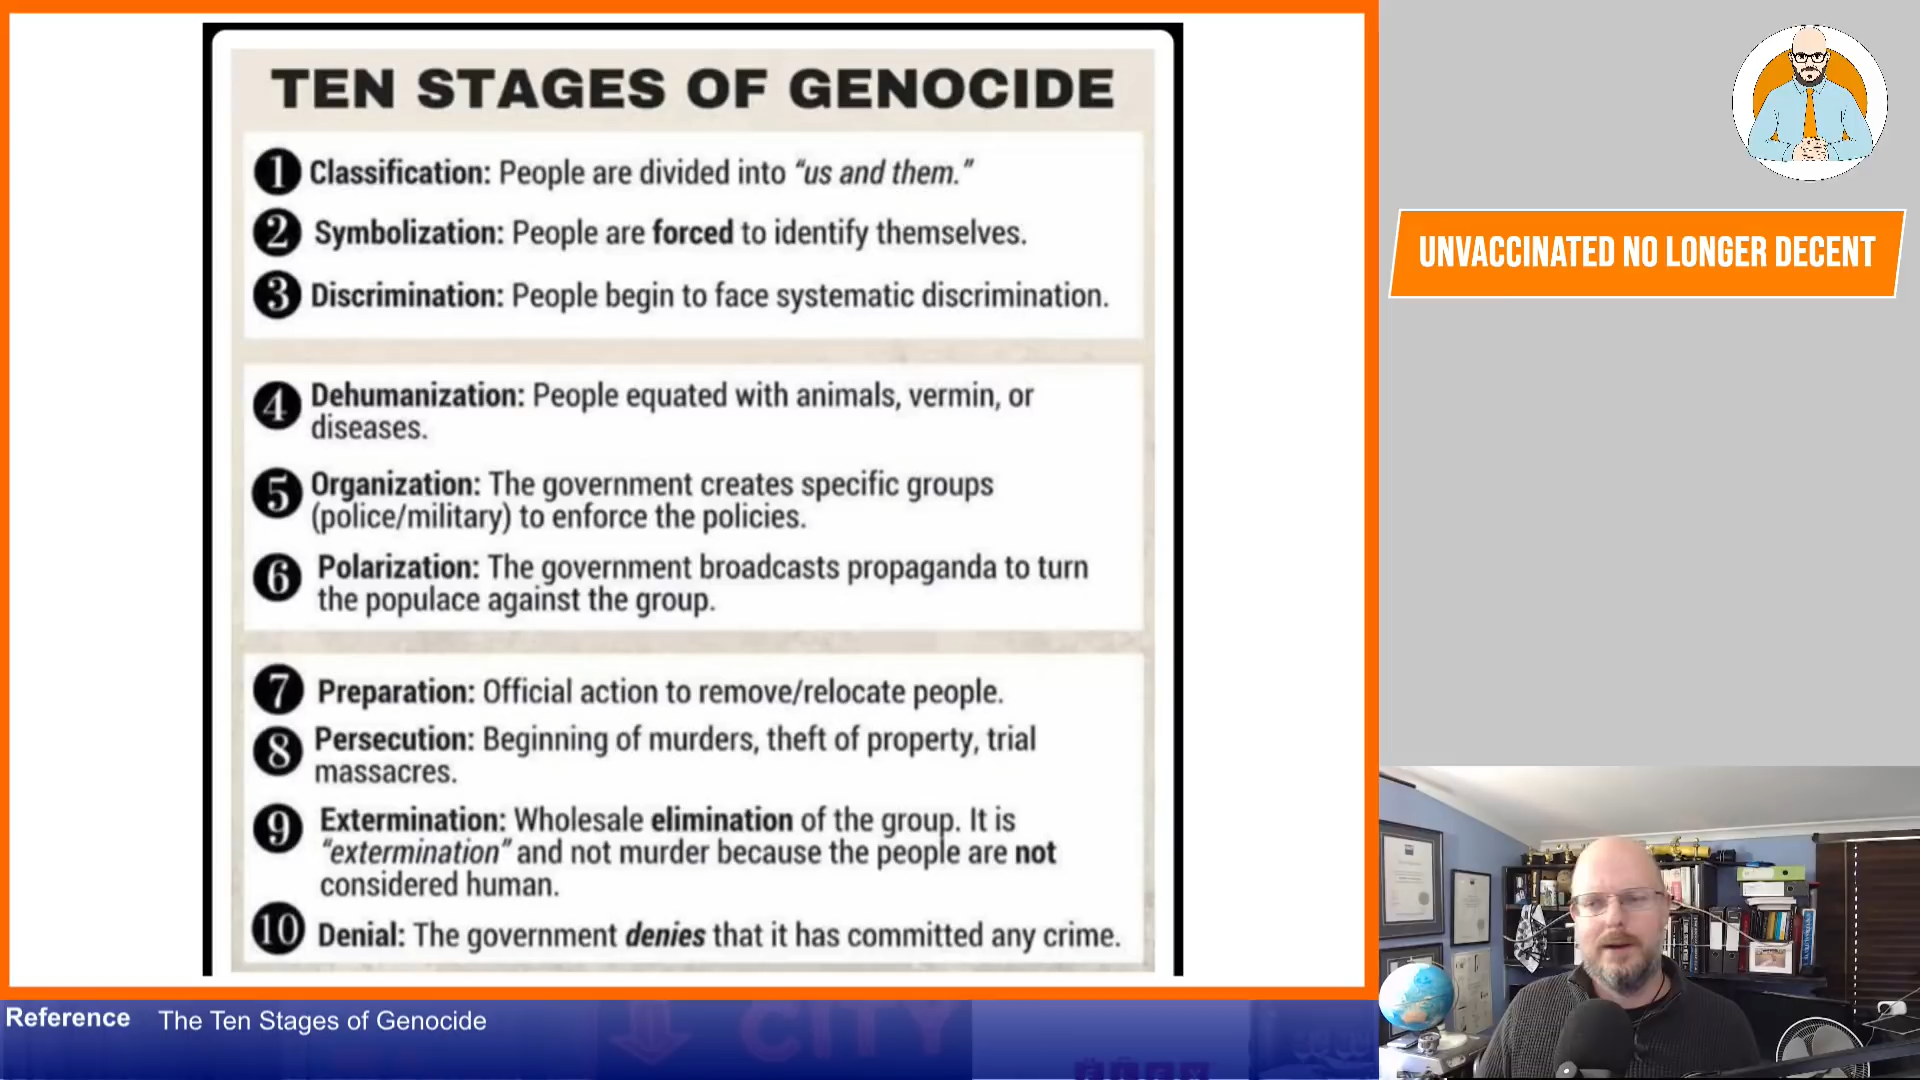 TEN STAGES OF GENOCIDE
1 Classification: People are divided into “us and them.”
2 Symbolization: People are forced to identify themselves.
3 Discrimination: People begin to face systematic discrimination.
4 Dehumanization: People equated with animals, vermin, or
diseases.
5 Organization: The government creates specific groups
(police/military) to enforce the policies.
6 Polarization: The government broadcasts propaganda to turn
the populace against the group.
7 Preparation: Official action to remove/relocate people.
8 Persecution: Beginning of murders, theft of property, trial
massacres.
9 Extermination: Wholesale elimination of the group. It is
“extermination” and not murder because the people are not
considered human.
10 Denial: The government denies that it has committed any crime.
UNVACCINATED NO LONGER DECENT
Reference The Ten Stages of Genocide
CITY